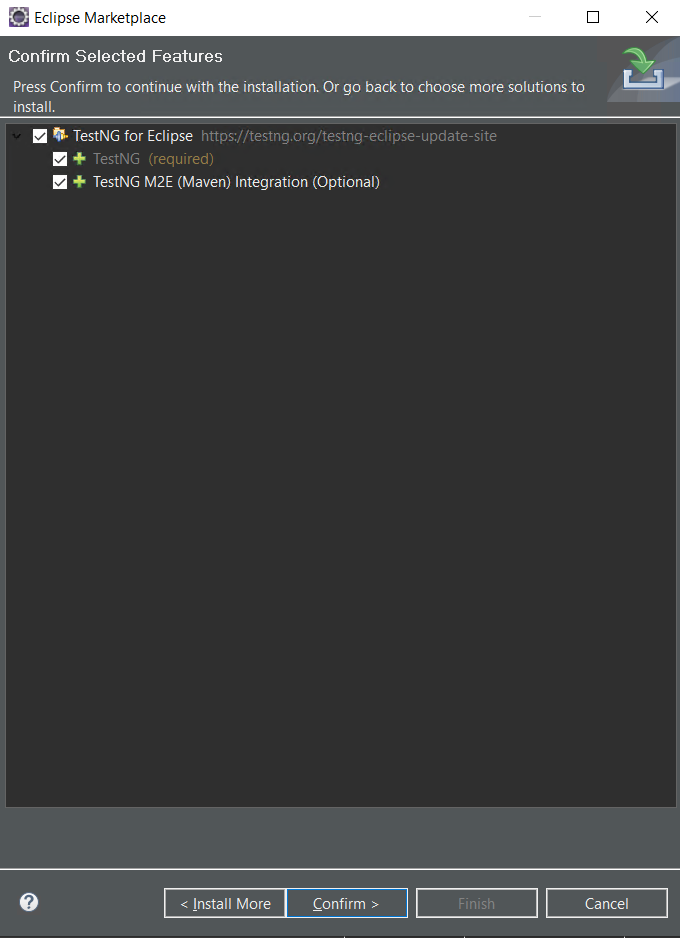 Eclipse Marketplace
Confirm Selected Features
Press Confirm to continue with the installation. Or go back to choose more solutions to
install.
TestNG for Eclipse https://testng.org/testng-eclipse-update-site
TestNG (required)
TestNG M2E (Maven) Integration (Optional)
?
< Install More
Confirm >
Finish
Cancel